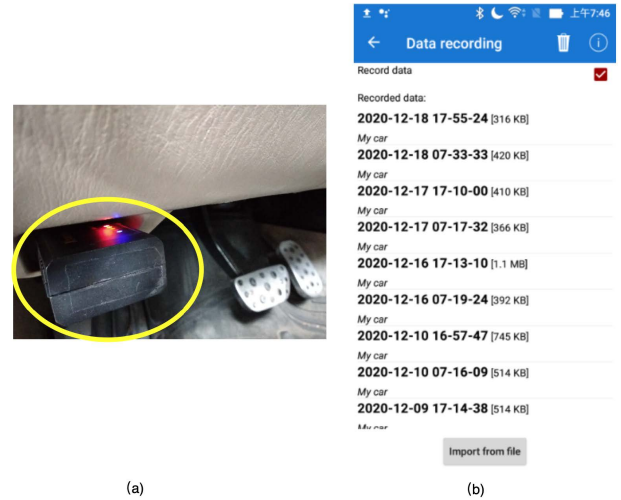 上午7:46
Data recording
Record data
Recorded data:
2020-12-18 17-55-24 [316 KB]
My car
2020-12-18 07-33-33 [420 KB]
My car
2020-12-17 17-10-00 [410 KB]
My car
2020-12-17 07-17-32 [366 KB]
My car
2020-12-16 17-13-10 [1.1 MB]
My car
2020-12-16 07-19-24 [392 KB]
My car
2020-12-10 16-57-47 [745 KB]
My car
2020-12-10 07-16-09 [514 KB]
My car
2020-12-09 17-14-38 [514 KB]
My car
Import from file
(a)
(b)